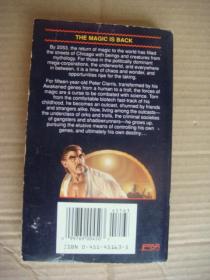 THE MAGIC IS BACK
By 2053, the return of magic to the world has filled
the streets of Chicago with beings and creatures from
mythology. For those in the politically dominant
mega-corporations, the underworld, and everywhere
in between, it is a time of chaos and wonder, and
opportunities ripe for the taking.
For fifteen-year-old Peter Clarris, transformed by his
Awakened genes from a human to a troll, the forces of
magic are a curse to be combated with science. Torn
from the comfortable biotech fast-track of his
childhood, he becomes an outcast, shunned by friends
and strangers alike. Now, living among the outcasts—
the underclass of orks and trolls, the criminal societies
of gangsters and shadowrunners—he grows up,
pursuing the elusive means of controlling his own
genes, and ultimately his own destiny...
45163
ISBN 0-451-45163-5